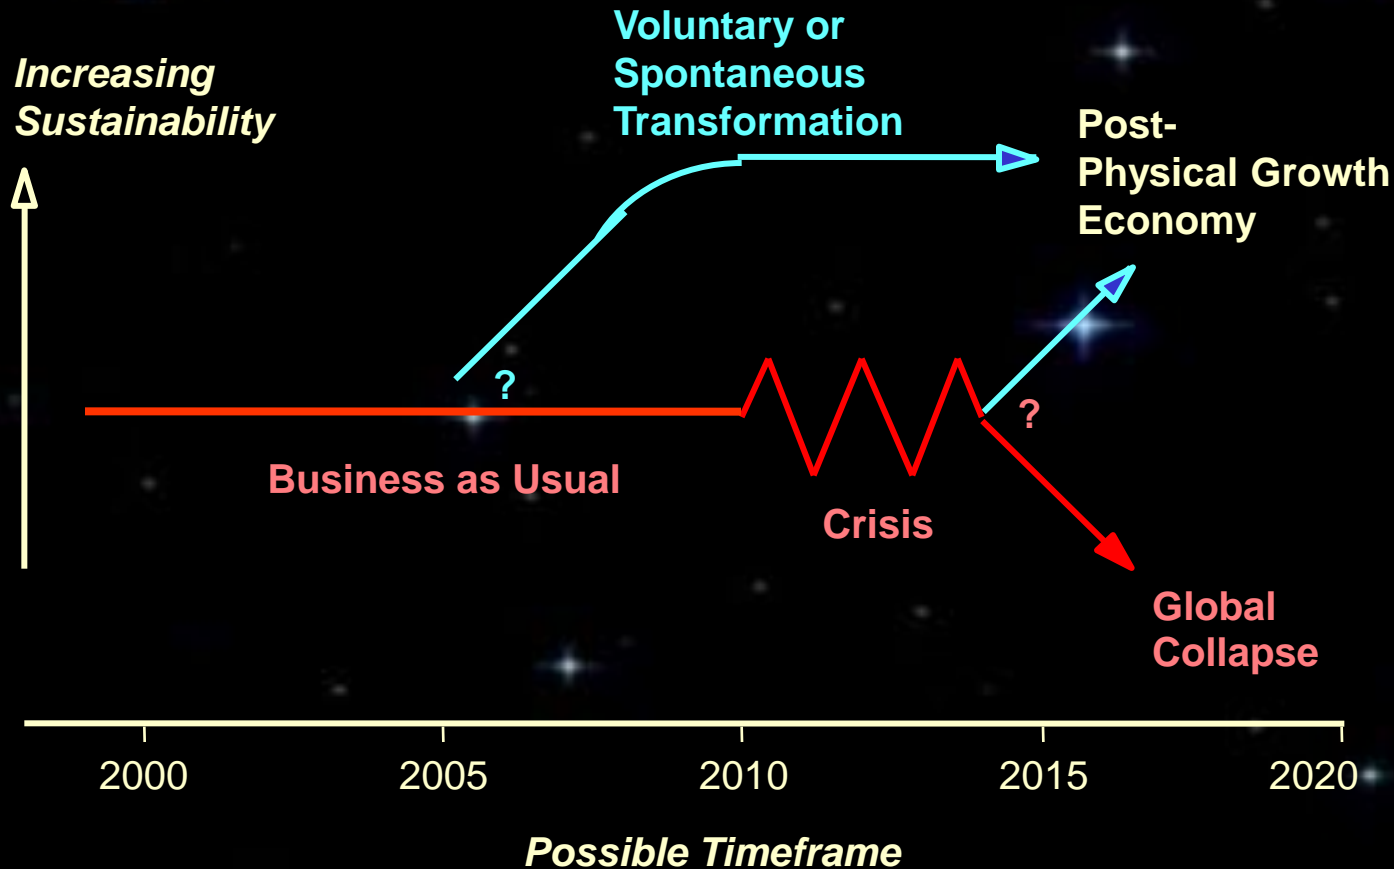 Voluntary or
Spontaneous
Transformation
Increasing
Sustainability
Post-
Physical Growth
Economy
?
?
Business as Usual
Crisis
Global
Collapse
2000
2005
2010
2015
2020
Possible Timeframe